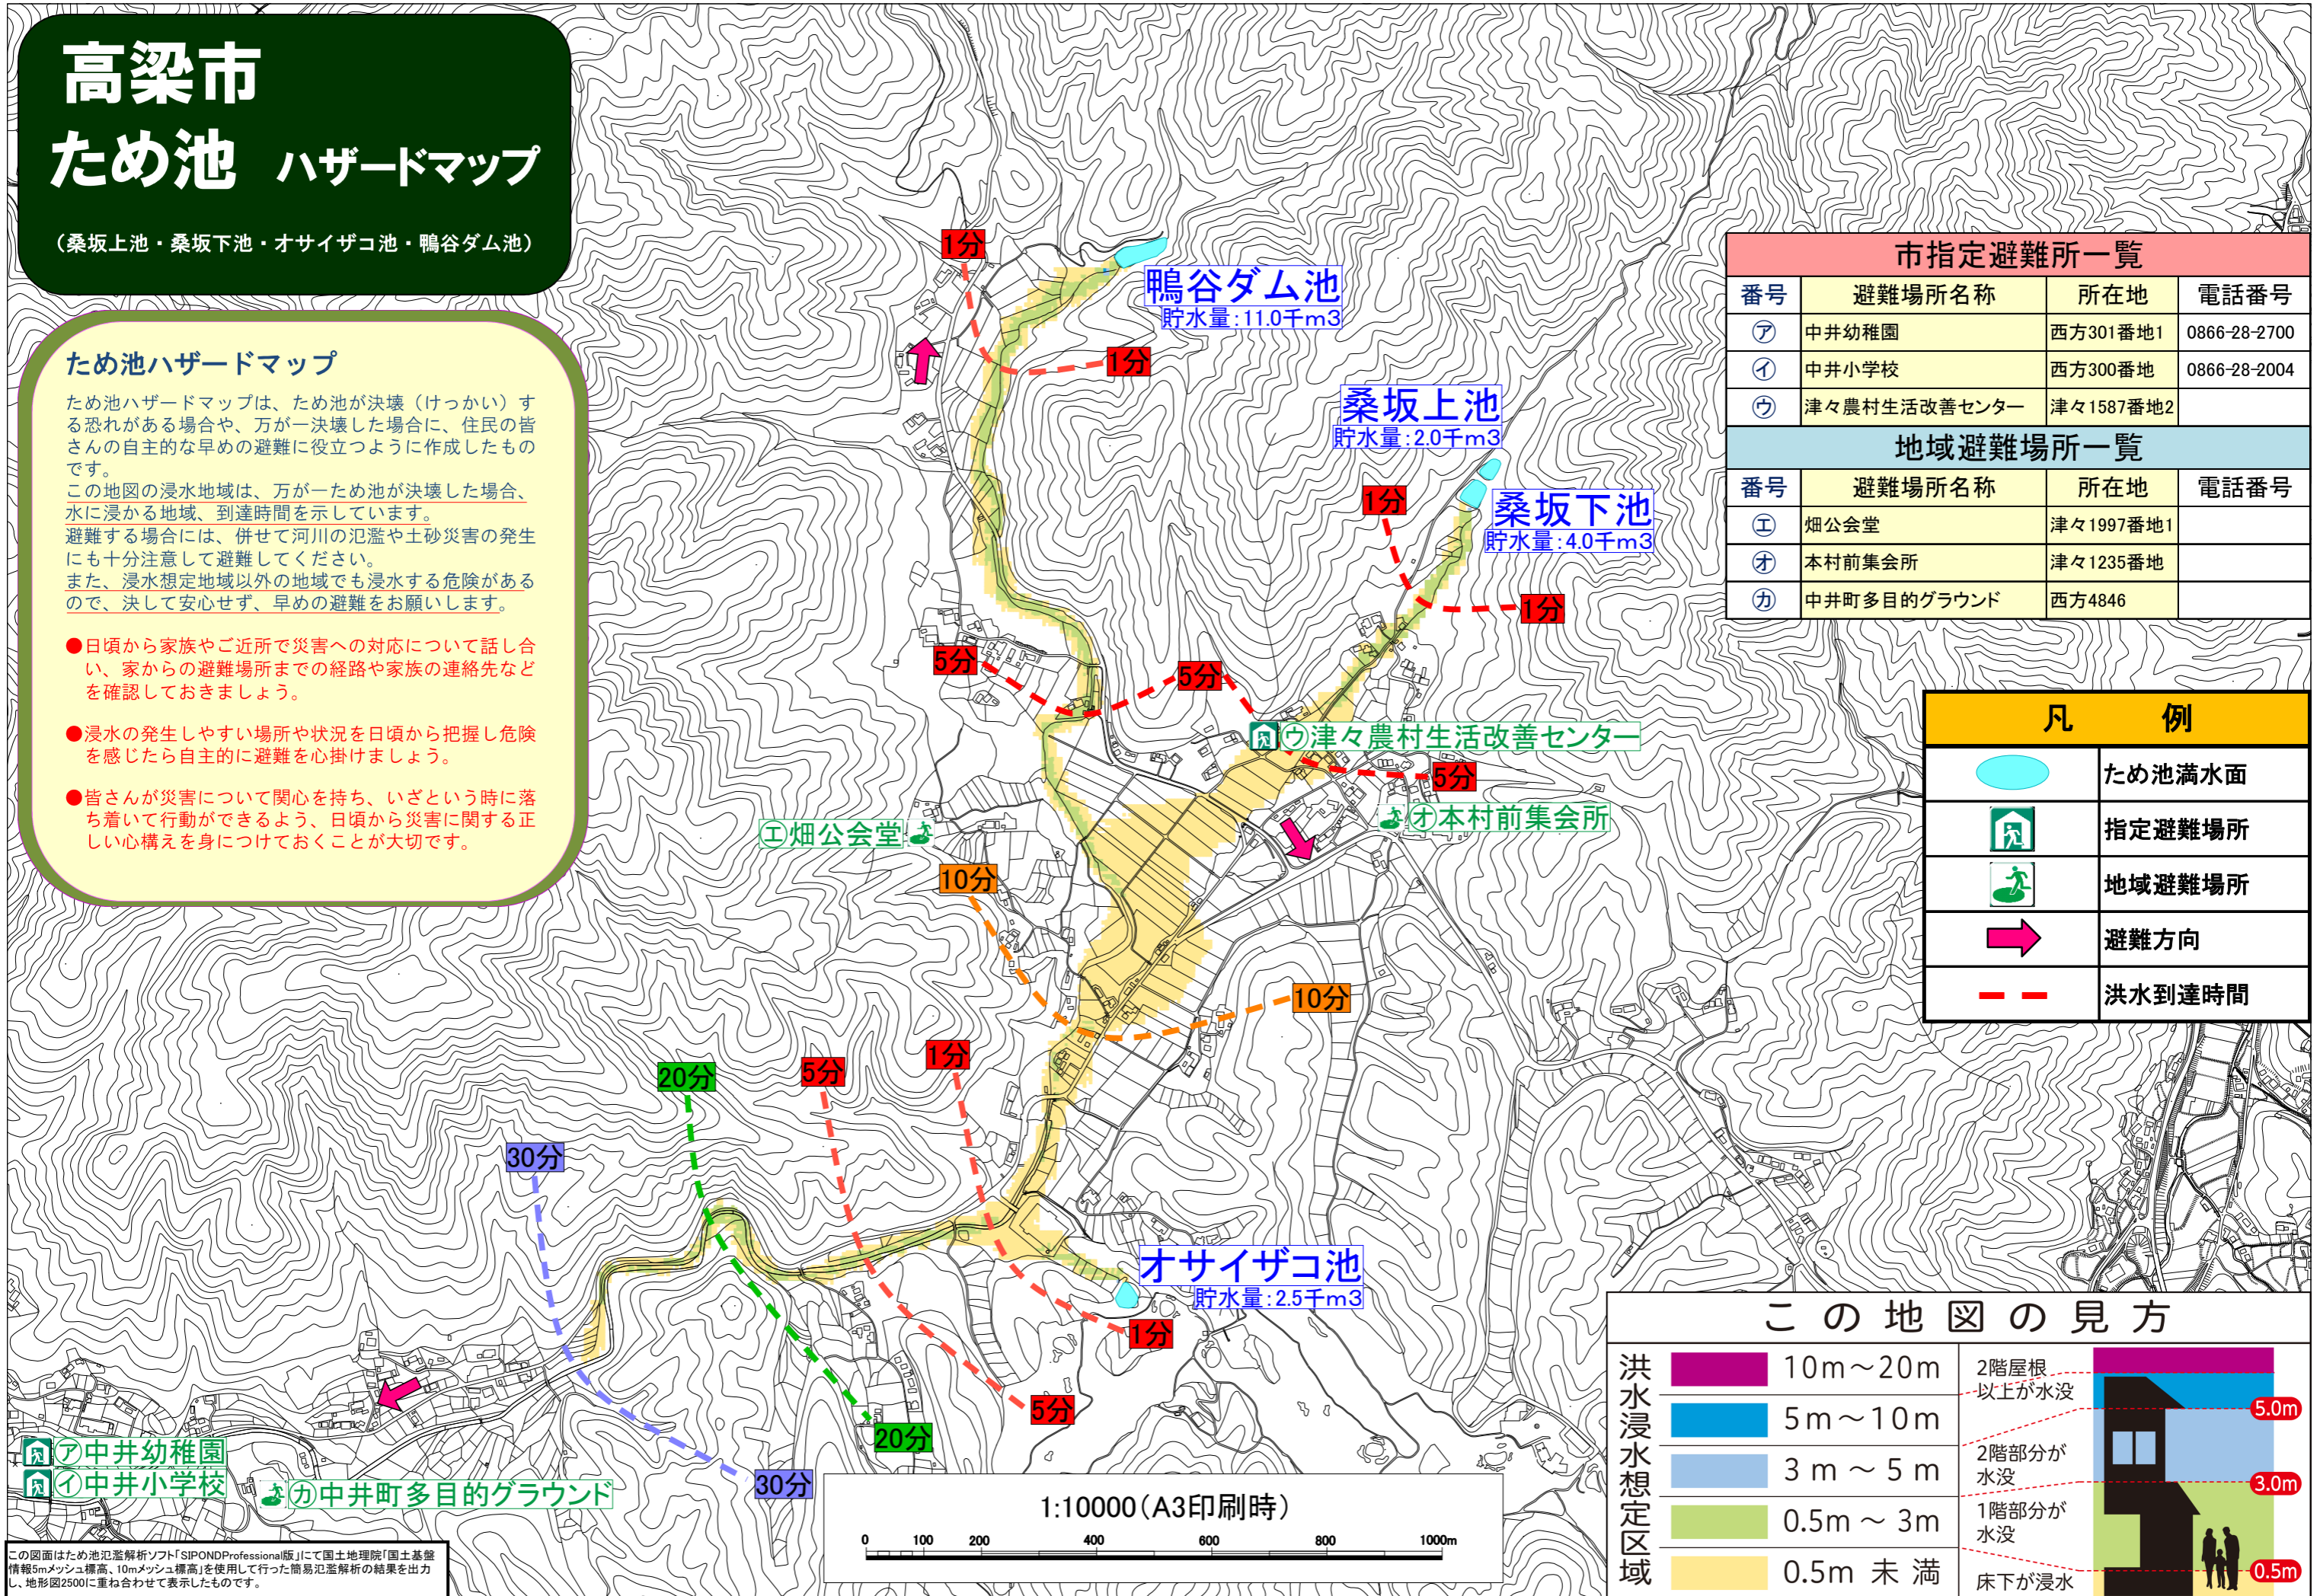 高梁市
ため池 ハザードマップ
（桑坂上池・桑坂下池・オサイザコ池・鴨谷ダム池）
ため池ハザードマップ
ため池ハザードマップは、ため池が決壊（けっかい）す
る恐れがある場合や、万が一決壊した場合に、住民の皆
さんの自主的な早めの避難に役立つように作成したもの
です。
この地図の浸水地域は、万が一ため池が決壊した場合、
水に浸かる地域、到達時間を示しています。
避難する場合には、併せて河川の氾濫や土砂災害の発生
にも十分注意して避難してください。
また、浸水想定地域以外の地域でも浸水する危険がある
ので、決して安心せず、早めの避難をお願いします。
●日頃から家族やご近所で災害への対応について話し合
い、家からの避難場所までの経路や家族の連絡先など
を確認しておきましょう。
●浸水の発生しやすい場所や状況を日頃から把握し危険
を感じたら自主的に避難を心掛けましょう。
●皆さんが災害について関心を持ち、いざという時に落
ち着いて行動ができるよう、日頃から災害に関する正
しい心構えを身につけておくことが大切です。
1分
鴨谷ダム池
貯水量：11.0千m3
1分
桑坂上池
貯水量：2.0千m3
1分
桑坂下池
貯水量：4.0千m3
1分
5分
5分
㋒津々農村生活改善センター
5分
㋔本村前集会所
㋓畑公会堂
10分
10分
1分
5分
20分
30分
オサイザコ池
貯水量：2.5千m3
1分
5分
20分
30分
㋐中井幼稚園
㋑中井小学校
㋕中井町多目的グラウンド
市指定避難所一覧
番号 避難場所名称 所在地 電話番号
㋐ 中井幼稚園 西方301番地1 0866-28-2700
㋑ 中井小学校 西方300番地 0866-28-2004
㋒ 津々農村生活改善センター 津々1587番地2
地域避難場所一覧
番号 避難場所名称 所在地 電話番号
㋓ 畑公会堂 津々1997番地1
㋔ 本村前集会所 津々1235番地
㋕ 中井町多目的グラウンド 西方4846
凡 例
ため池満水面
指定避難場所
地域避難場所
避難方向
洪水到達時間
この地図の見方
洪水浸水想定区域
10m～20m
5m～10m
3m～5m
0.5m～3m
0.5m未満
2階屋根
以上が水没
2階部分が
水没
1階部分が
水没
床下が浸水
5.0m
3.0m
0.5m
1:10000（A3印刷時）
0 100 200 400 600 800 1000m
この図面はため池氾濫解析ソフト「SIPONDProfessional版」にて国土地理院「国土基盤
情報5mメッシュ標高、10mメッシュ標高」を使用して行った簡易氾濫解析の結果を出力
し、地形図2500に重ね合わせて表示したものです。